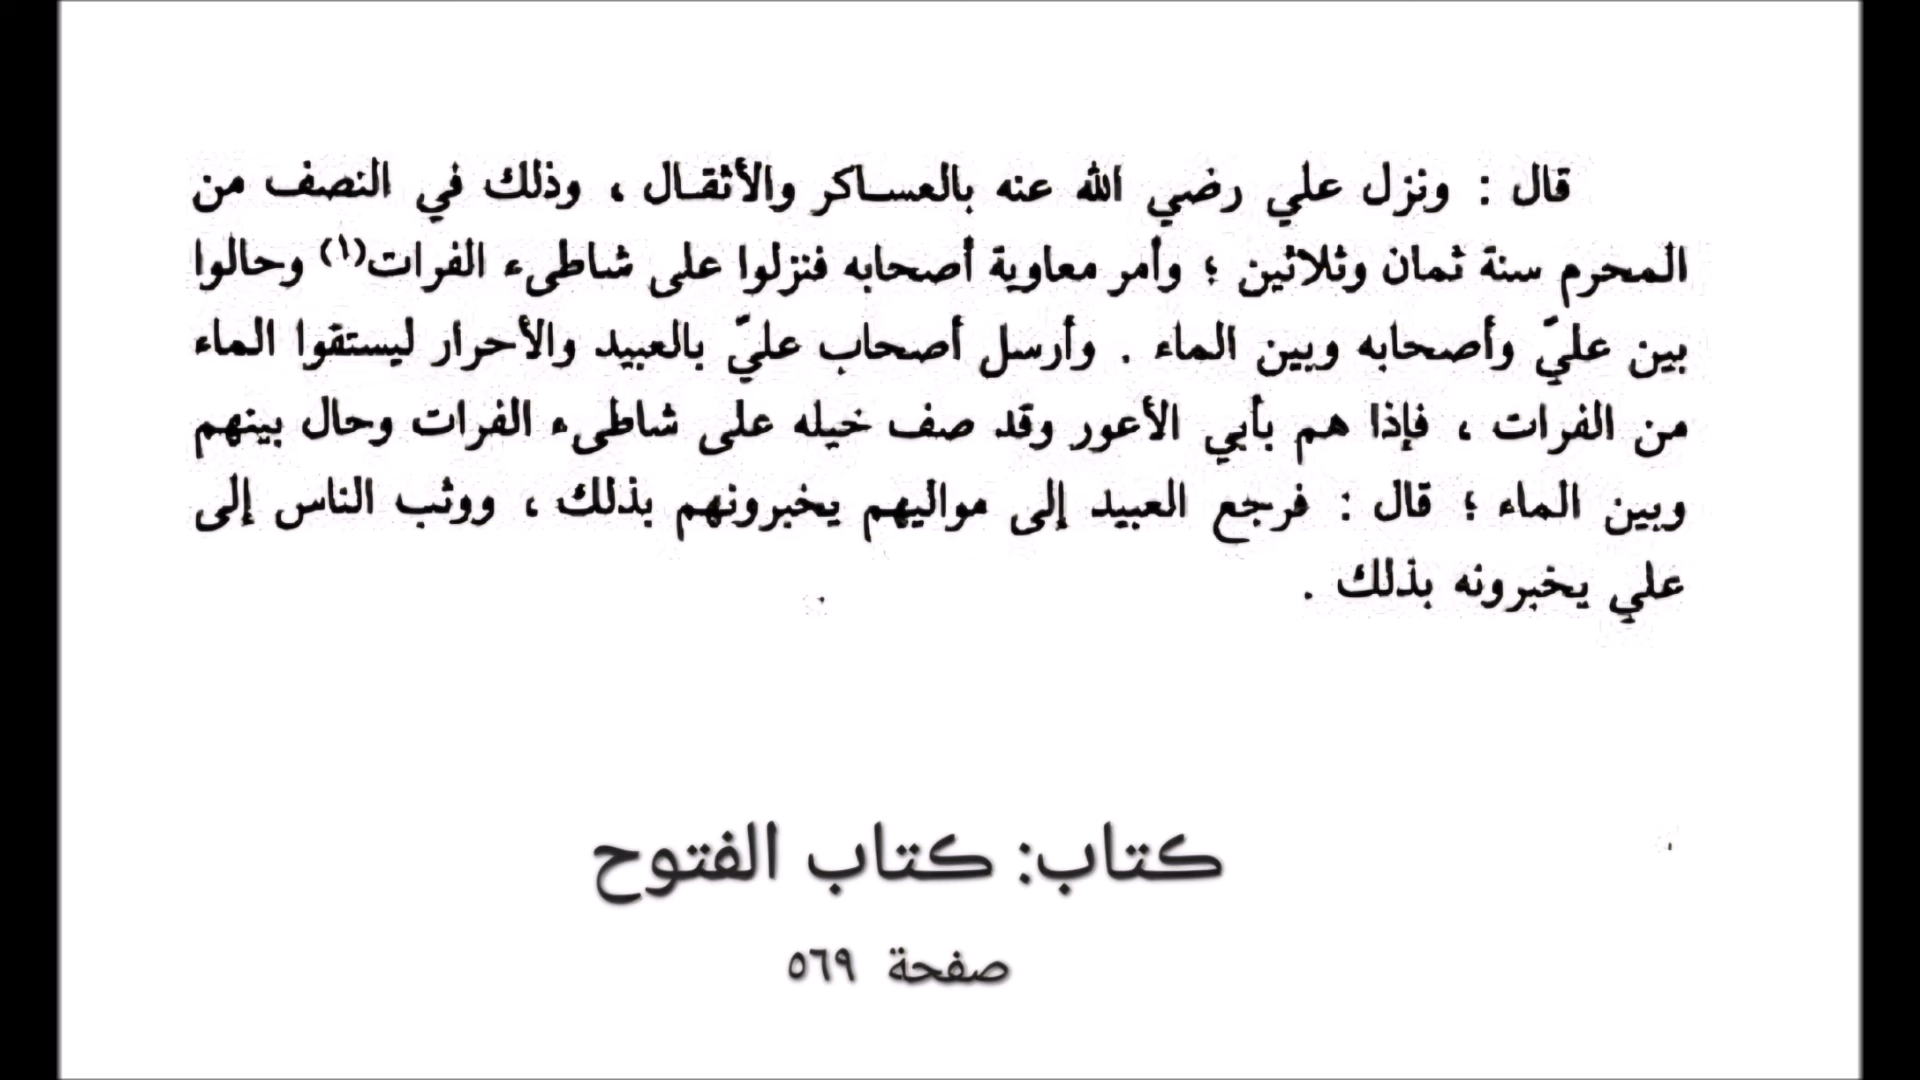 قال : ونزل علي رضي الله عنه بالعساكر والأثقال ، وذلك في النصف من
المحرم سنة ثمان وثلاثين ؛ وأمر معاوية أصحابه فنزلوا على شاطىء الفرات(١) وحالوا
بين عليّ وأصحابه وبين الماء . وأرسل أصحاب عليّ بالعبيد والأحرار ليستقوا الماء
من الفرات ، فإذا هم بأبي الأعور وقد صف خيله على شاطىء الفرات وحال بينهم
وبين الماء ؛ قال : فرجع العبيد إلى مواليهم يخبرونهم بذلك ، ووثب الناس إلى
علي يخبرونه بذلك .
كتاب: كتاب الفتوح
صفحة ٥٦٩